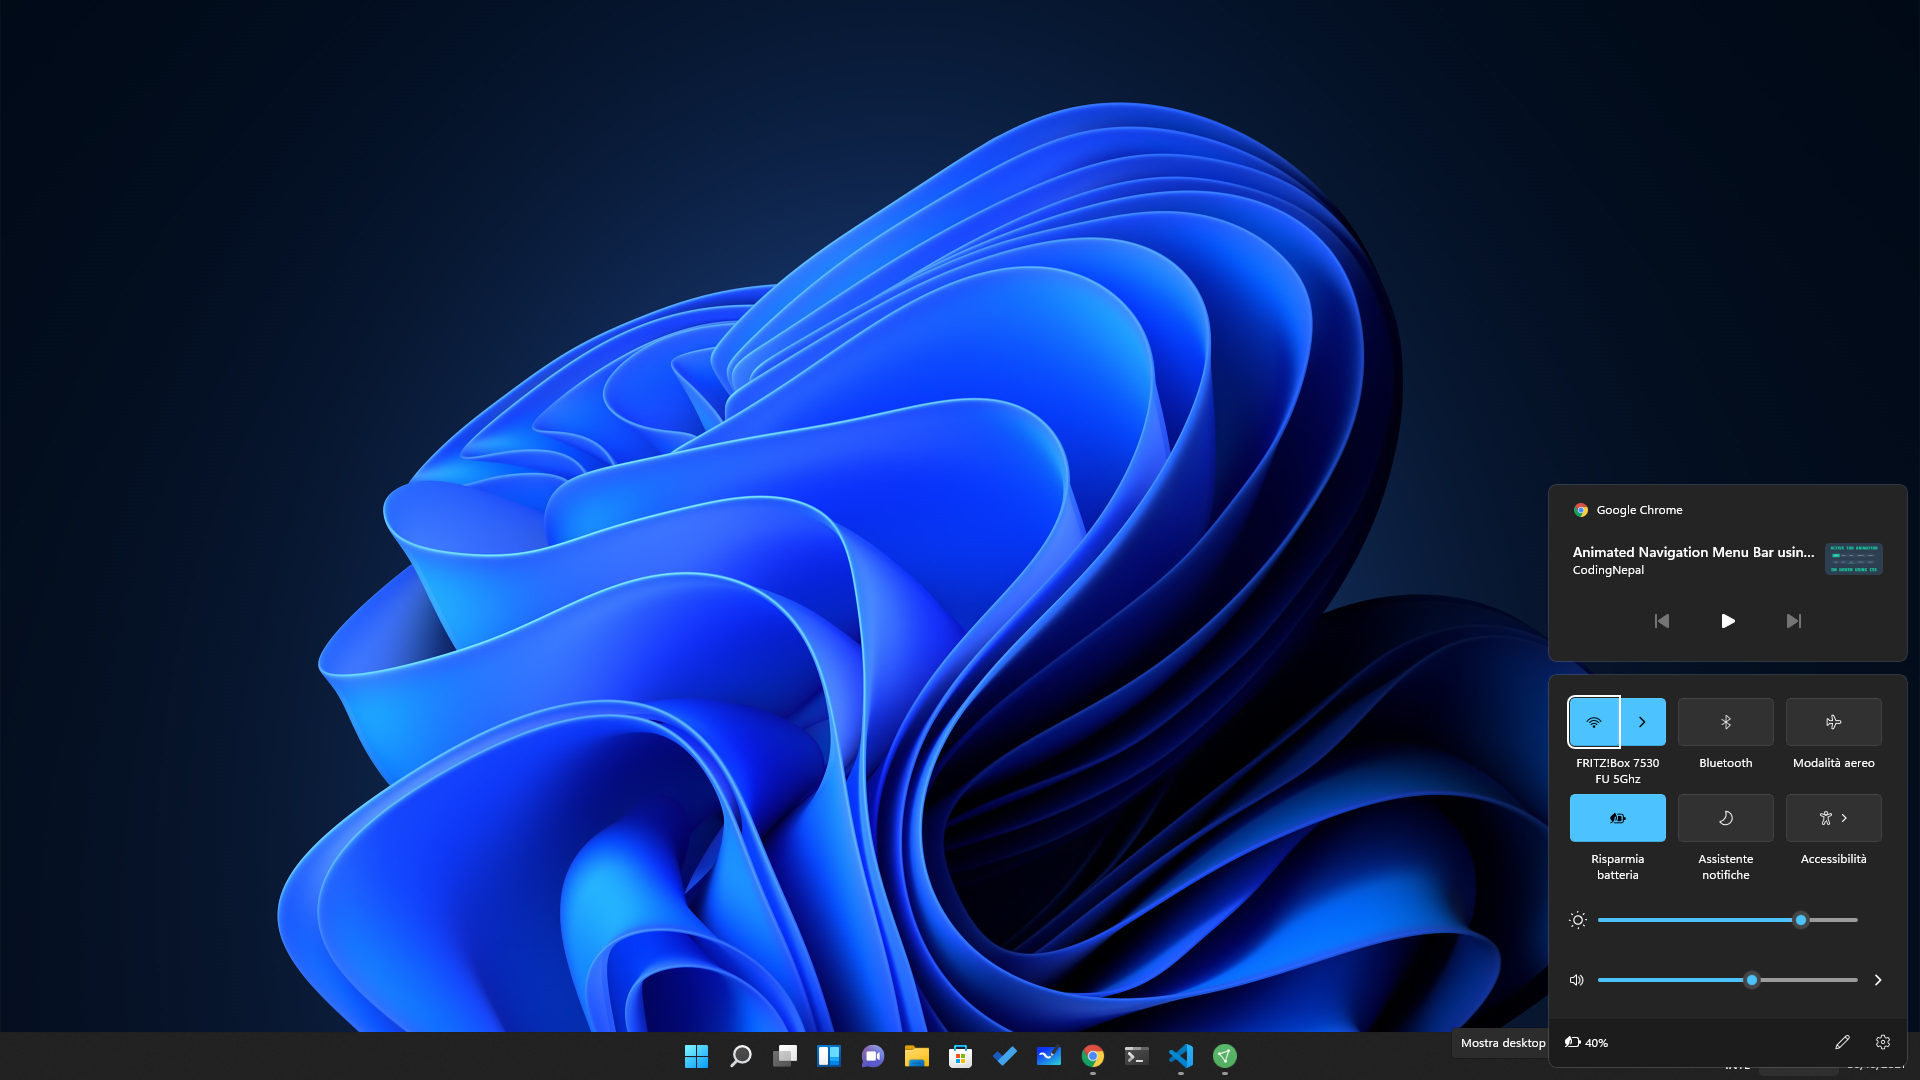 Google Chrome
Animated Navigation Menu Bar usin...
CodingNepal
FRITZ!Box 7530
FU 5Ghz
Bluetooth
Modalità aereo
Risparmia
batteria
Assistente
notifiche
Accessibilità
Mostra desktop
40%